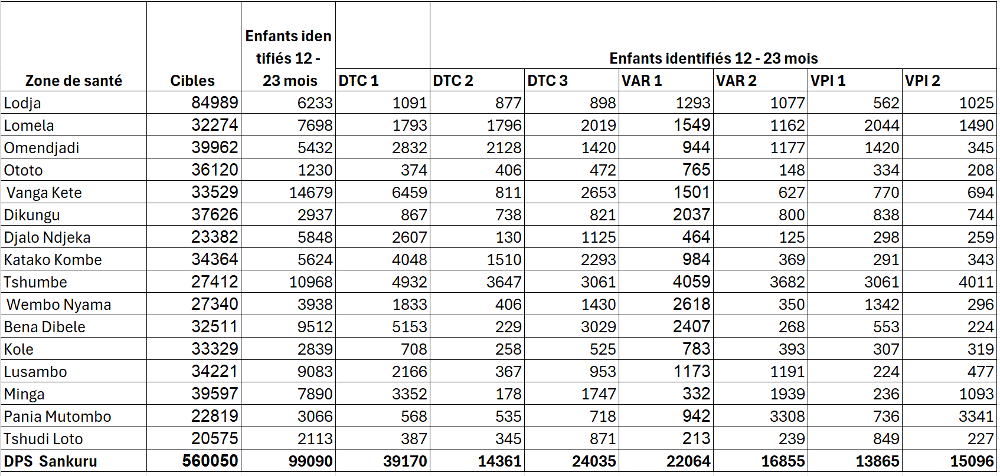 Enfants iden
tifiés 12 -
Enfants identifiés 12 - 23 mois
Zone de santé Cibles 23 mois DTC 1 DTC 2 DTC 3 VAR 1 VAR 2 VPI 1 VPI 2
Lodja 84989 6233 1091 877 898 1293 1077 562 1025
Lomela 32274 7698 1793 1796 2019 1549 1162 2044 1490
Omendjadi 39962 5432 2832 2128 1420 944 1177 1420 345
Ototo 36120 1230 374 406 472 765 148 334 208
Vanga Kete 33529 14679 6459 811 2653 1501 627 770 694
Dikungu 37626 2937 867 738 821 2037 800 838 744
Djalo Ndjeka 23382 5848 2607 130 1125 464 125 298 259
Katako Kombe 34364 5624 4048 1510 2293 984 369 291 343
Tshumbe 27412 10968 4932 3647 3061 4059 3682 3061 4011
Wembo Nyama 27340 3938 1833 406 1430 2618 350 1342 296
Bena Dibele 32511 9512 5153 229 3029 2407 268 553 224
Kole 33329 2839 708 258 525 783 393 307 319
Lusambo 34221 9083 2166 367 953 1173 1191 224 477
Minga 39597 7890 3352 178 1747 332 1939 236 1093
Pania Mutombo 22819 3066 568 535 718 942 3308 736 3341
Tshudi Loto 20575 2113 387 345 871 213 239 849 227
DPS Sankuru 560050 99090 39170 14361 24035 22064 16855 13865 15096